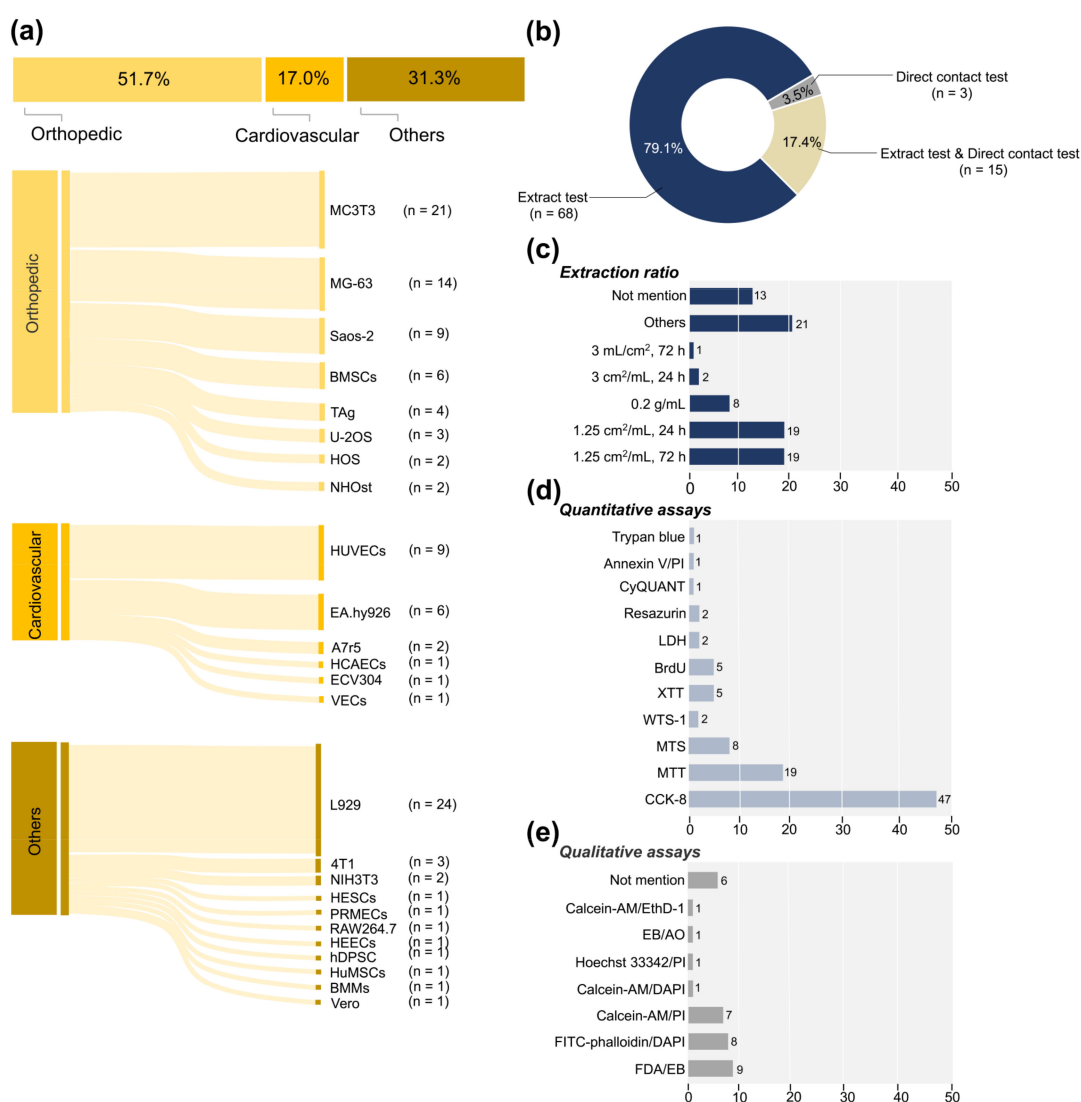 (a)
51.7%
17.0%
31.3%
Orthopedic
Cardiovascular
Others
Orthopedic
MC3T3 (n = 21)
MG-63 (n = 14)
Saos-2 (n = 9)
BMSCs (n = 6)
TAg (n = 4)
U-2OS (n = 3)
HOS (n = 2)
NHOst (n = 2)
Cardiovascular
HUVECs (n = 9)
EA.hy926 (n = 6)
A7r5 (n = 2)
HCAECs (n = 1)
ECV304 (n = 1)
VECs (n = 1)
Others
L929 (n = 24)
4T1 (n = 3)
NIH3T3 (n = 2)
HESCs (n = 1)
PRMECs (n = 1)
RAW264.7 (n = 1)
HEECs (n = 1)
hDPSC (n = 1)
HuMSCs (n = 1)
BMMs (n = 1)
Vero (n = 1)
(b)
Direct contact test
(n = 3)
3.5%
17.4%
79.1%
Extract test & Direct contact test
(n = 15)
Extract test
(n = 68)
(c)
Extraction ratio
Not mention 13
Others 21
3 mL/cm², 72 h 1
3 cm²/mL, 24 h 2
0.2 g/mL 8
1.25 cm²/mL, 24 h 19
1.25 cm²/mL, 72 h 19
0 10 20 30 40 50
(d)
Quantitative assays
Trypan blue 1
Annexin V/PI 1
CyQUANT 1
Resazurin 2
LDH 2
BrdU 5
XTT 5
WTS-1 2
MTS 8
MTT 19
CCK-8 47
0 10 20 30 40 50
(e)
Qualitative assays
Not mention 6
Calcein-AM/EthD-1 1
EB/AO 1
Hoechst 33342/PI 1
Calcein-AM/DAPI 1
Calcein-AM/PI 7
FITC-phalloidin/DAPI 8
FDA/EB 9
0 10 20 30 40 50